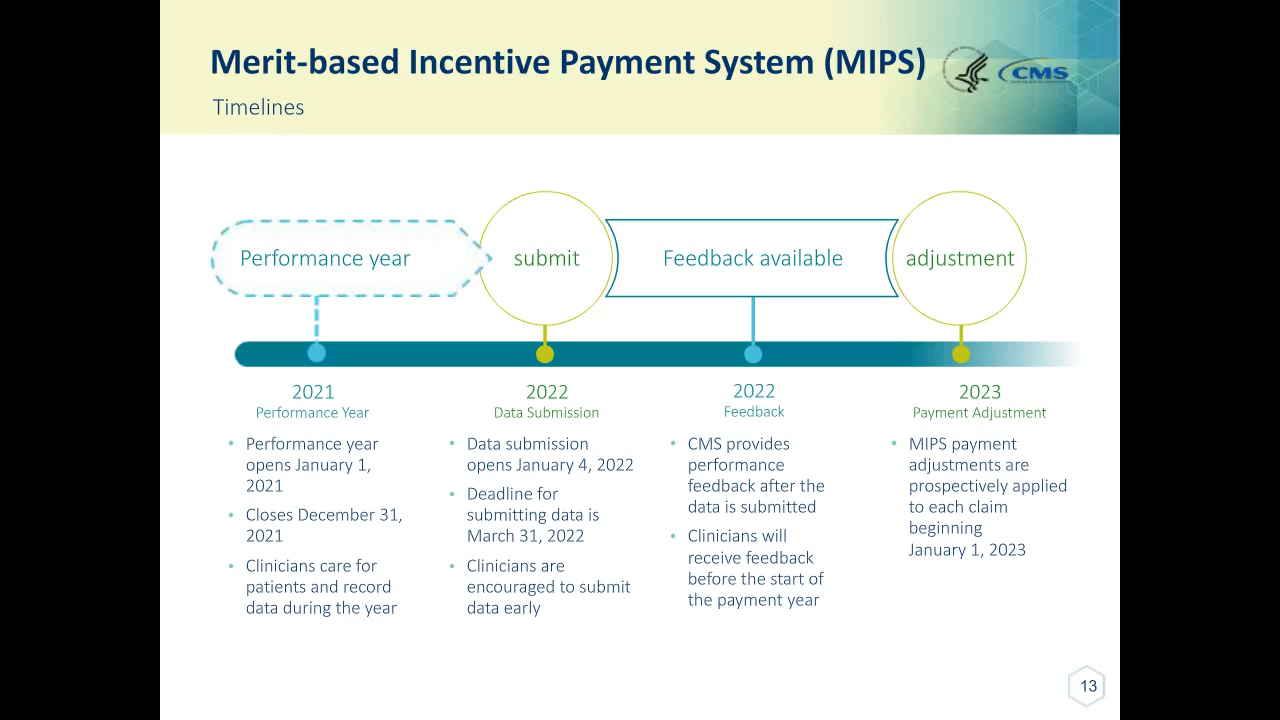 Merit-based Incentive Payment System (MIPS)
CMS
Timelines
Performance year
submit
Feedback available
adjustment
2021
Performance Year
• Performance year
opens January 1,
2021
• Closes December 31,
2021
• Clinicians care for
patients and record
data during the year
2022
Data Submission
• Data submission
opens January 4, 2022
• Deadline for
submitting data is
March 31, 2022
• Clinicians are
encouraged to submit
data early
2022
Feedback
• CMS provides
performance
feedback after the
data is submitted
• Clinicians will
receive feedback
before the start of
the payment year
2023
Payment Adjustment
• MIPS payment
adjustments are
prospectively applied
to each claim
beginning
January 1, 2023
13